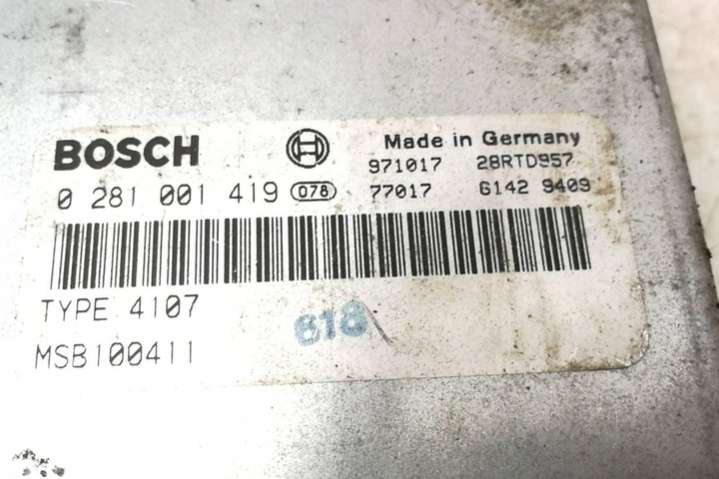 BOSCH
Made in Germany
971017 28RTD957
0 281 001 419 078 77017 6142 9409
TYPE 4107
MSB100411
618